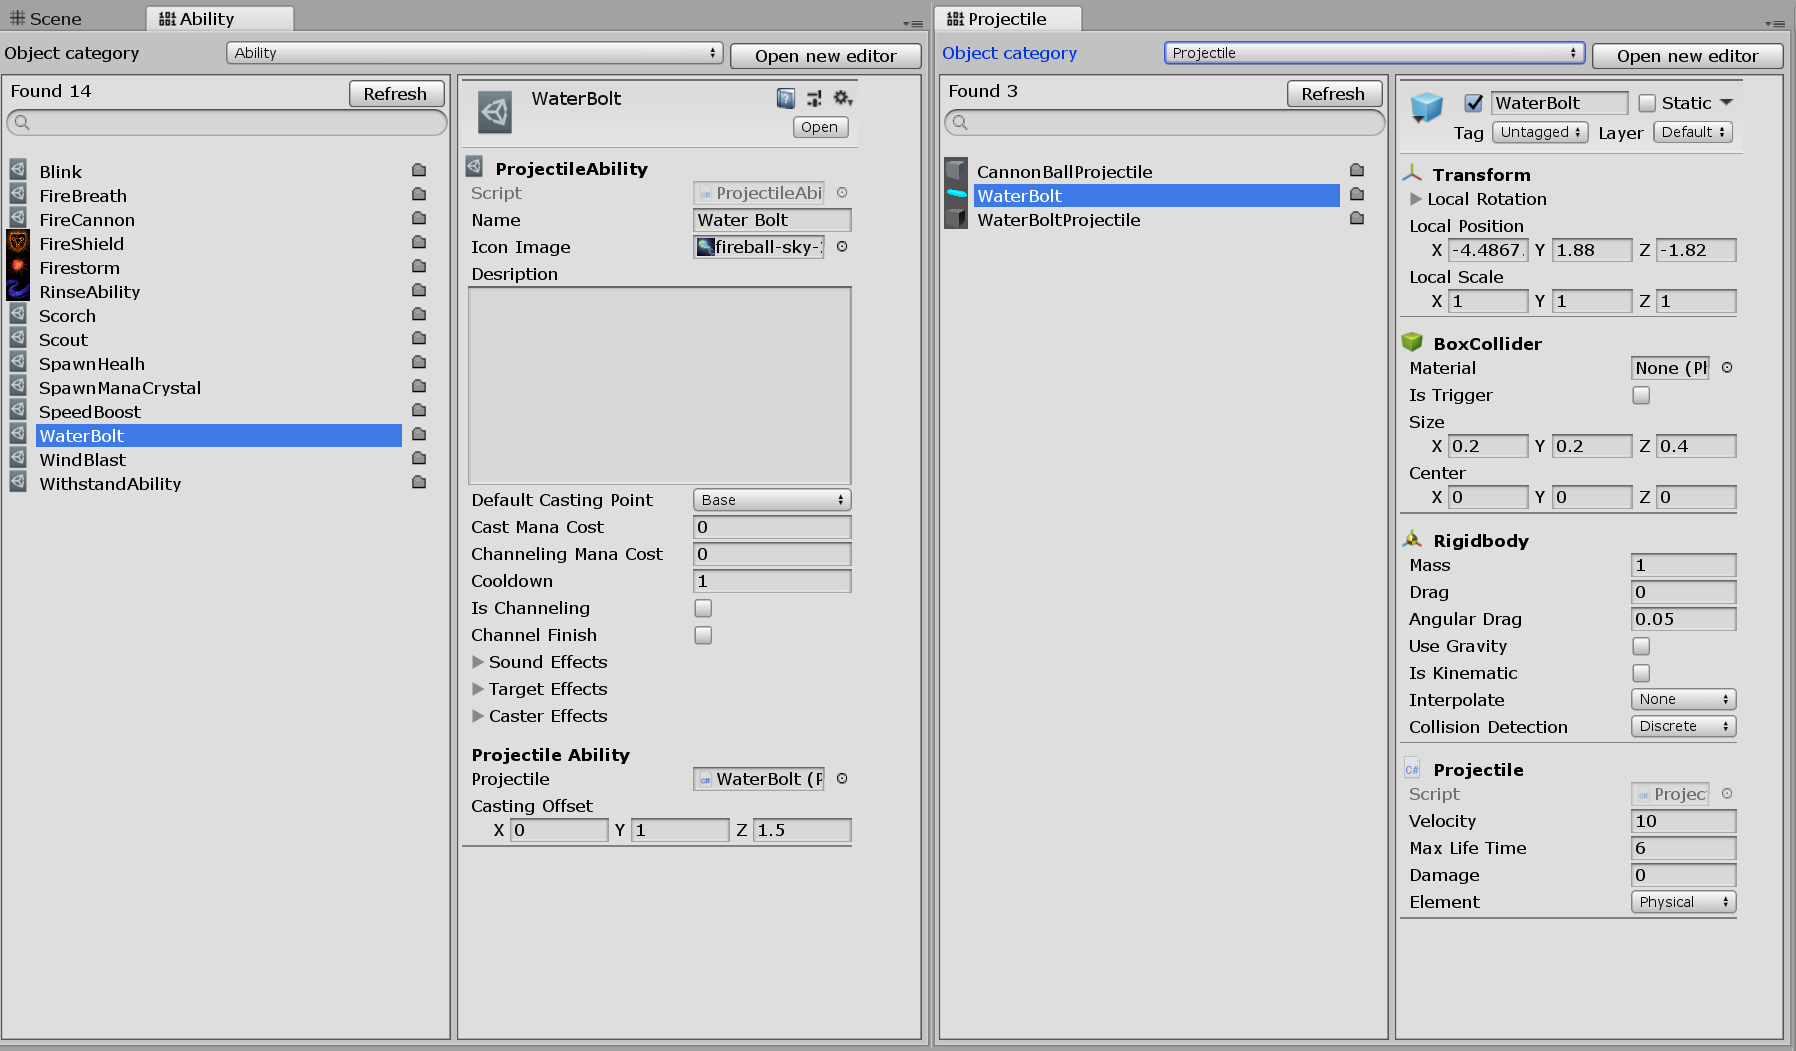 Scene
Ability
Object category
Ability
Open new editor
Found 14
Refresh
Blink
FireBreath
FireCannon
FireShield
Firestorm
RinseAbility
Scorch
Scout
SpawnHealh
SpawnManaCrystal
SpeedBoost
WaterBolt
WindBlast
WithstandAbility
WaterBolt
Open
ProjectileAbility
Script ProjectileAbi
Name Water Bolt
Icon Image fireball-sky-
Desription
Default Casting Point Base
Cast Mana Cost 0
Channeling Mana Cost 0
Cooldown 1
Is Channeling
Channel Finish
Sound Effects
Target Effects
Caster Effects
Projectile Ability
Projectile WaterBolt (P
Casting Offset
X 0 Y 1 Z 1.5
Projectile
Object category
Projectile
Open new editor
Found 3
Refresh
CannonBallProjectile
WaterBolt
WaterBoltProjectile
WaterBolt Static
Tag Untagged Layer Default
Transform
Local Rotation
Local Position
X -4.4867. Y 1.88 Z -1.82
Local Scale
X 1 Y 1 Z 1
BoxCollider
Material None (Pl
Is Trigger
Size
X 0.2 Y 0.2 Z 0.4
Center
X 0 Y 0 Z 0
Rigidbody
Mass 1
Drag 0
Angular Drag 0.05
Use Gravity
Is Kinematic
Interpolate None
Collision Detection Discrete
C# Projectile
Script Projec
Velocity 10
Max Life Time 6
Damage 0
Element Physical